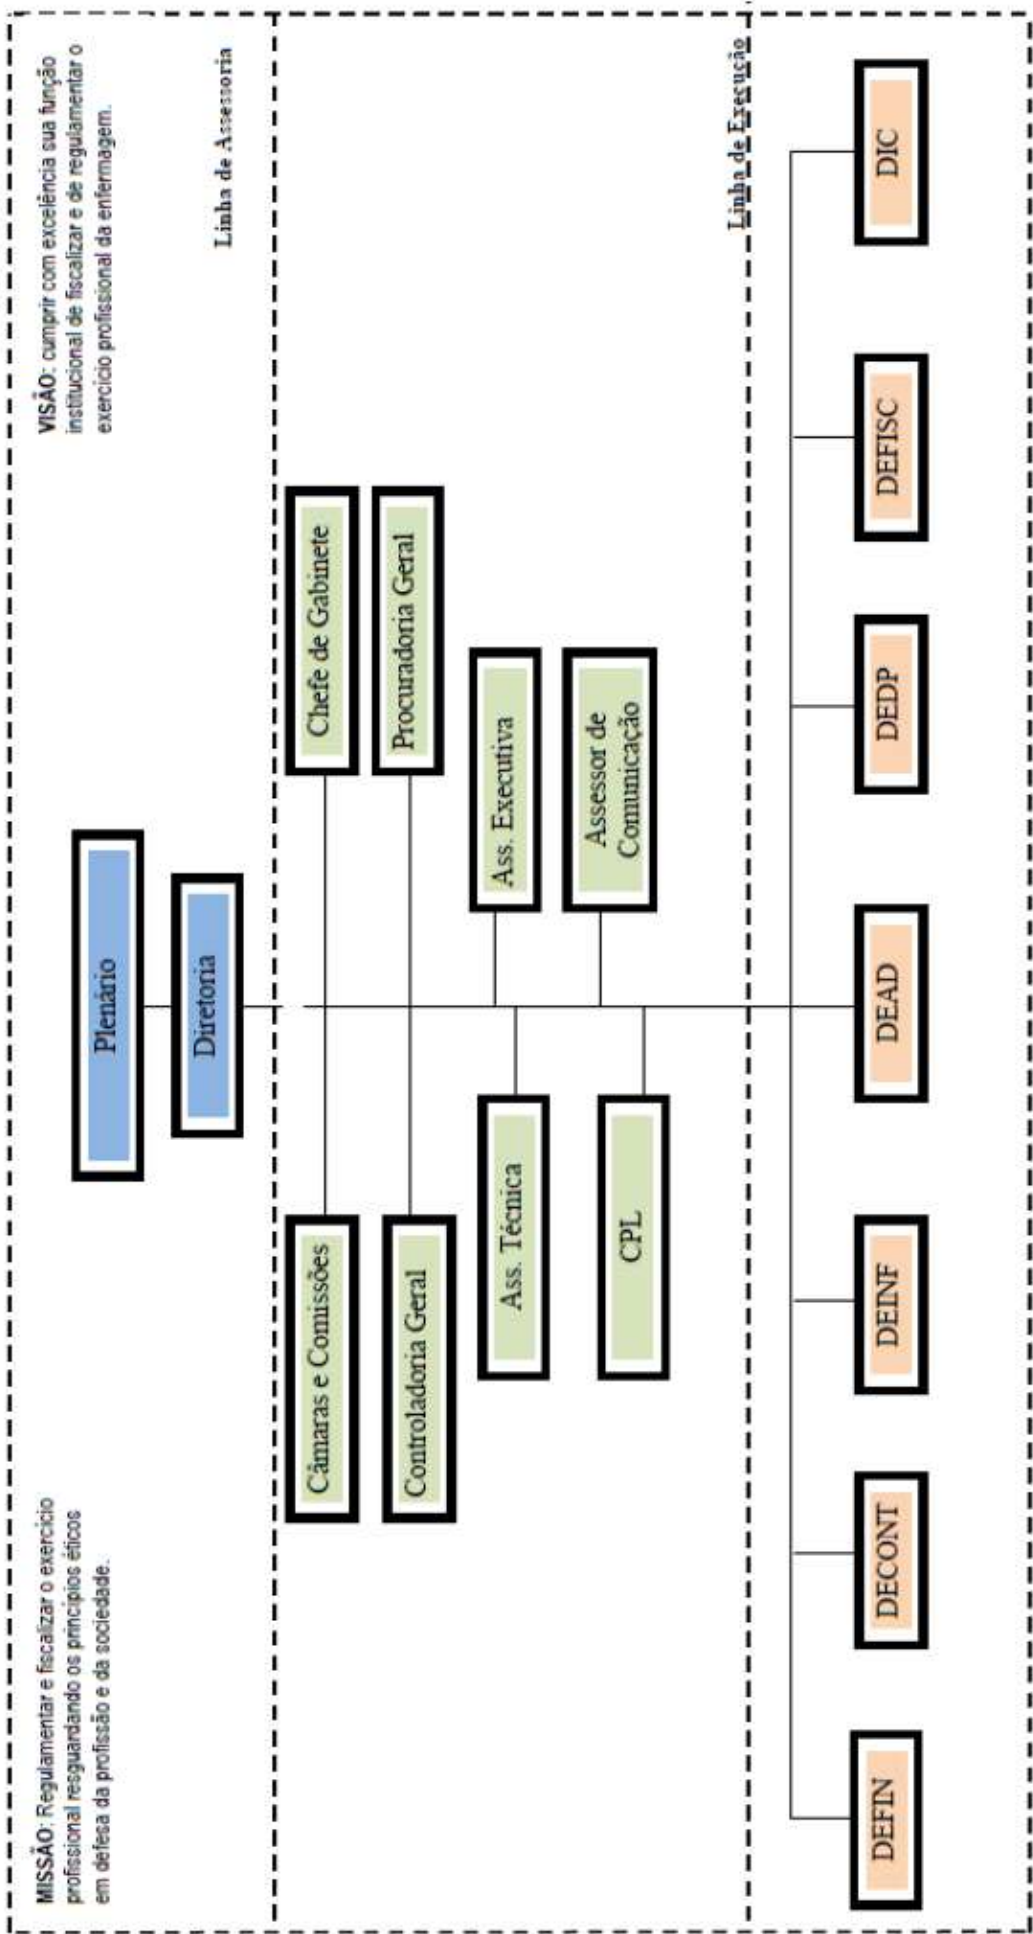 MISSÃO: Regulamentar e fiscalizar o exercício
profissional resguardando os princípios éticos
em defesa da profissão e da sociedade.
VISÃO: cumprir com excelência sua função
institucional de fiscalizar e de regulamentar o
exercício profissional da enfermagem.
Plenário
Diretoria
Linha de Assessoria
Câmaras e Comissões
Chefe de Gabinete
Controladoria Geral
Procuradoria Geral
Ass. Técnica
Ass. Executiva
CPL
Assessor de
Comunicação
Linha de Execução
DEFIN
DECONT
DEINF
DEAD
DEDP
DEFISC
DIC